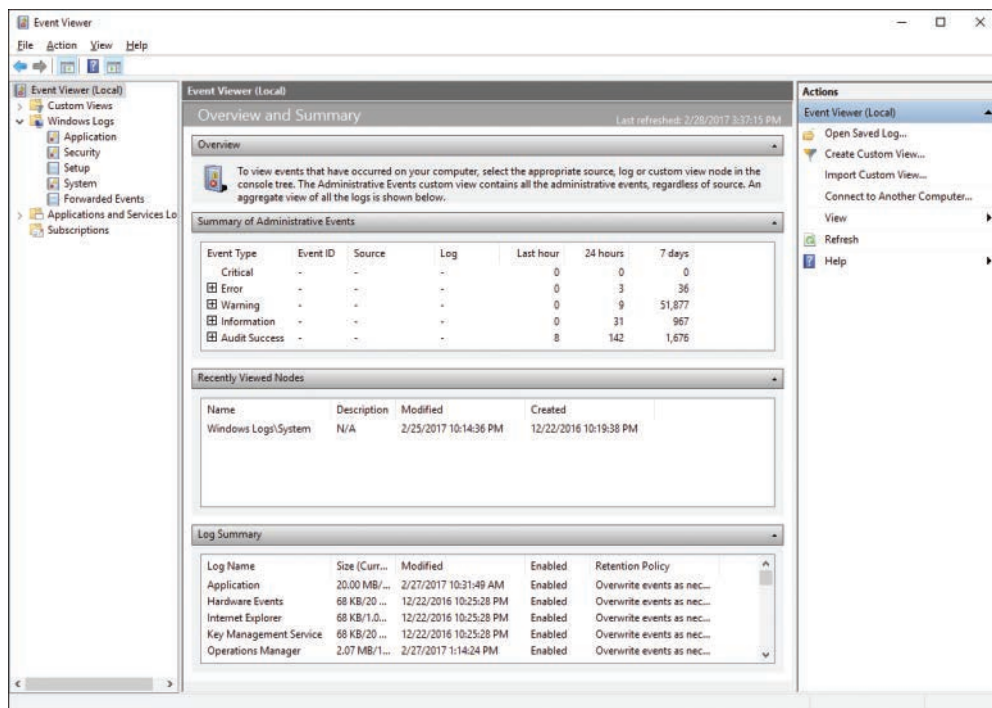 Event Viewer
File Action View Help
Event Viewer (Local)
Custom Views
Windows Logs
Application
Security
Setup
System
Forwarded Events
Applications and Services Lo
Subscriptions
Event Viewer (Local)
Overview and Summary Last refreshed: 2/28/2017 3:37:15 PM
Overview
To view events that have occurred on your computer, select the appropriate source, log or custom view node in the
console tree. The Administrative Events custom view contains all the administrative events, regardless of source. An
aggregate view of all the logs is shown below.
Summary of Administrative Events
Event Type Event ID Source Log Last hour 24 hours 7 days
Critical - - - 0 0 0
Error - - - 0 3 36
Warning - - - 0 9 51,877
Information - - - 0 31 967
Audit Success - - - 8 142 1,676
Recently Viewed Nodes
Name Description Modified Created
Windows Logs\System N/A 2/25/2017 10:14:36 PM 12/22/2016 10:19:38 PM
Log Summary
Log Name Size (Curr... Modified Enabled Retention Policy
Application 20.00 MB/... 2/27/2017 10:31:49 AM Enabled Overwrite events as nec...
Hardware Events 68 KB/20 ... 12/22/2016 10:25:28 PM Enabled Overwrite events as nec...
Internet Explorer 68 KB/1.0... 12/22/2016 10:25:28 PM Enabled Overwrite events as nec...
Key Management Service 68 KB/20 ... 12/22/2016 10:25:28 PM Enabled Overwrite events as nec...
Operations Manager 2.07 MB/1... 2/27/2017 1:14:24 PM Enabled Overwrite events as nec...
Actions
Event Viewer (Local)
Open Saved Log...
Create Custom View...
Import Custom View...
Connect to Another Computer...
View
Refresh
Help